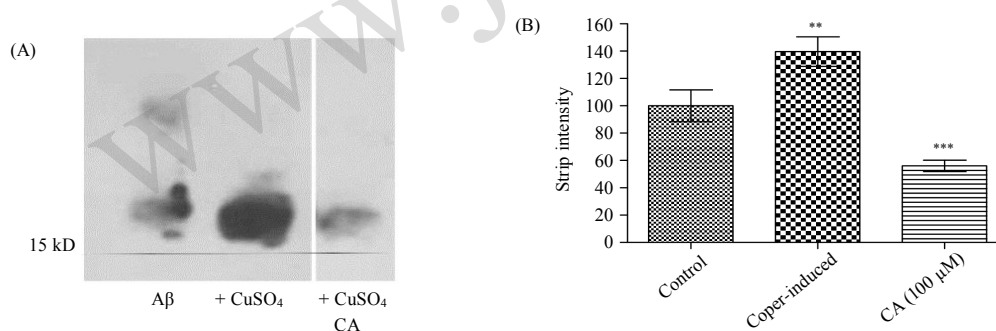 (A)
www.j
15 kD
Aβ
+ CuSO₄
+ CuSO₄
CA
(B)
**
***
Strip intensity
160
140
120
100
80
60
40
20
0
Control
Coper-induced
CA (100 μM)